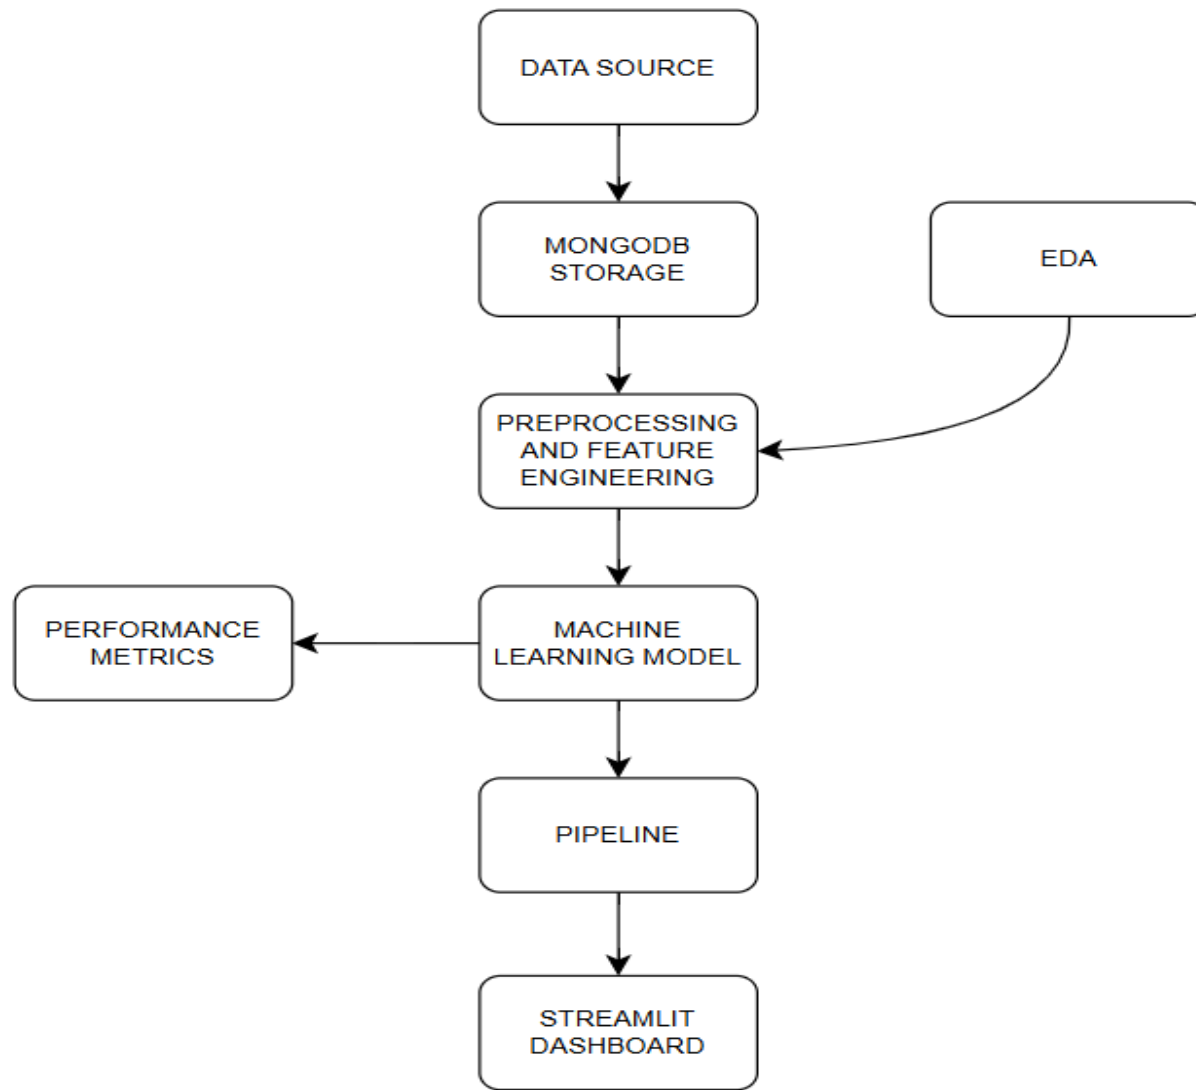 DATA SOURCE
MONGODB
STORAGE
EDA
PREPROCESSING
AND FEATURE
ENGINEERING
PERFORMANCE
METRICS
MACHINE
LEARNING MODEL
PIPELINE
STREAMLIT
DASHBOARD